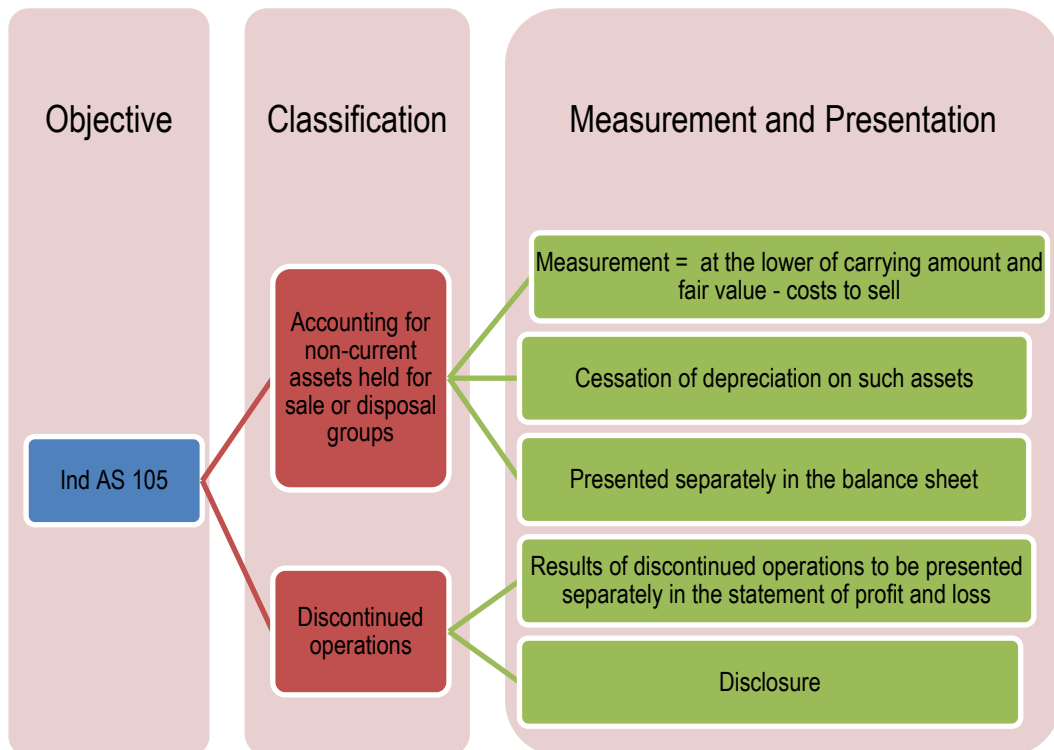 Objective
Classification
Measurement and Presentation
Ind AS 105
Accounting for
non-current
assets held for
sale or disposal
groups
Discontinued
operations
Measurement =  at the lower of carrying amount and
fair value - costs to sell
Cessation of depreciation on such assets
Presented separately in the balance sheet
Results of discontinued operations to be presented
separately in the statement of profit and loss
Disclosure